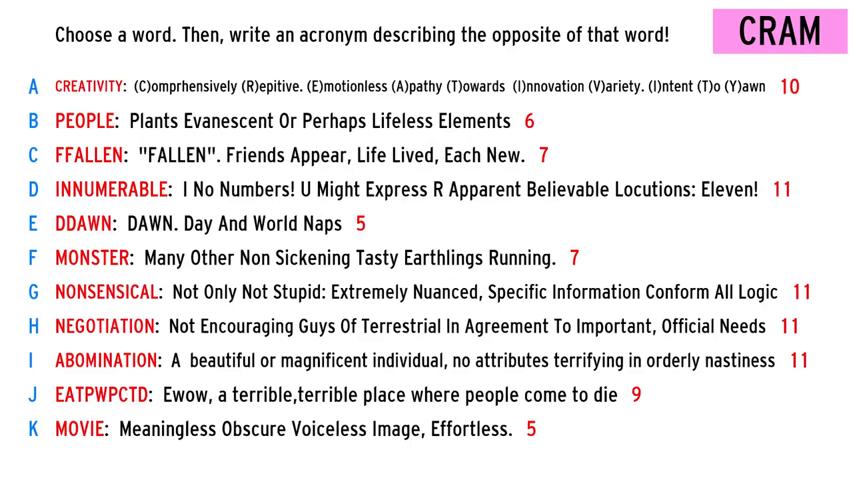 Choose a word. Then, write an acronym describing the opposite of that word!
CRAM
A CREATIVITY: (C)omprhensively (R)epitive. (E)motionless (A)pathy (T)owards (I)nnovation (V)ariety. (I)ntent (T)o (Y)awn 10
B PEOPLE: Plants Evanescent Or Perhaps Lifeless Elements 6
C FFALLEN: "FALLEN". Friends Appear, Life Lived, Each New. 7
D INNUMERABLE: I No Numbers! U Might Express R Apparent Believable Locutions: Eleven! 11
E DDAWN: DAWN. Day And World Naps 5
F MONSTER: Many Other Non Sickening Tasty Earthlings Running. 7
G NONSENSICAL: Not Only Not Stupid: Extremely Nuanced, Specific Information Conform All Logic 11
H NEGOTIATION: Not Encouraging Guys Of Terrestrial In Agreement To Important, Official Needs 11
I ABOMINATION: A beautiful or magnificent individual, no attributes terrifying in orderly nastiness 11
J EATPWPCTD: Ewow, a terrible,terrible place where people come to die 9
K MOVIE: Meaningless Obscure Voiceless Image, Effortless. 5